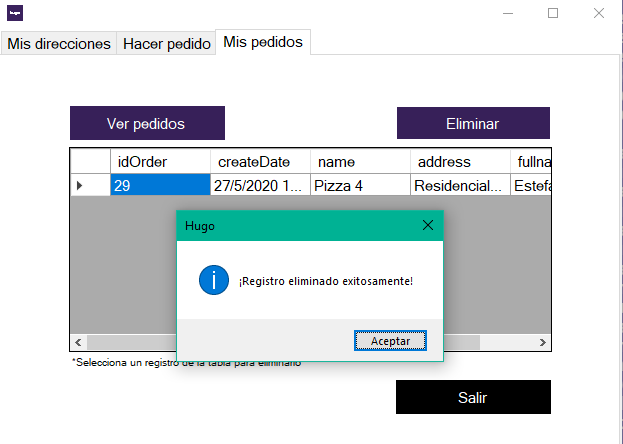 hugo
Mis direcciones Hacer pedido Mis pedidos
Ver pedidos Eliminar
idOrder createDate name address fullna
29 27/5/2020 1... Pizza 4 Residencial... Estefa
Hugo
¡Registro eliminado exitosamente!
Aceptar
*Selecciona un registro de la tabla para eliminarlo
Salir